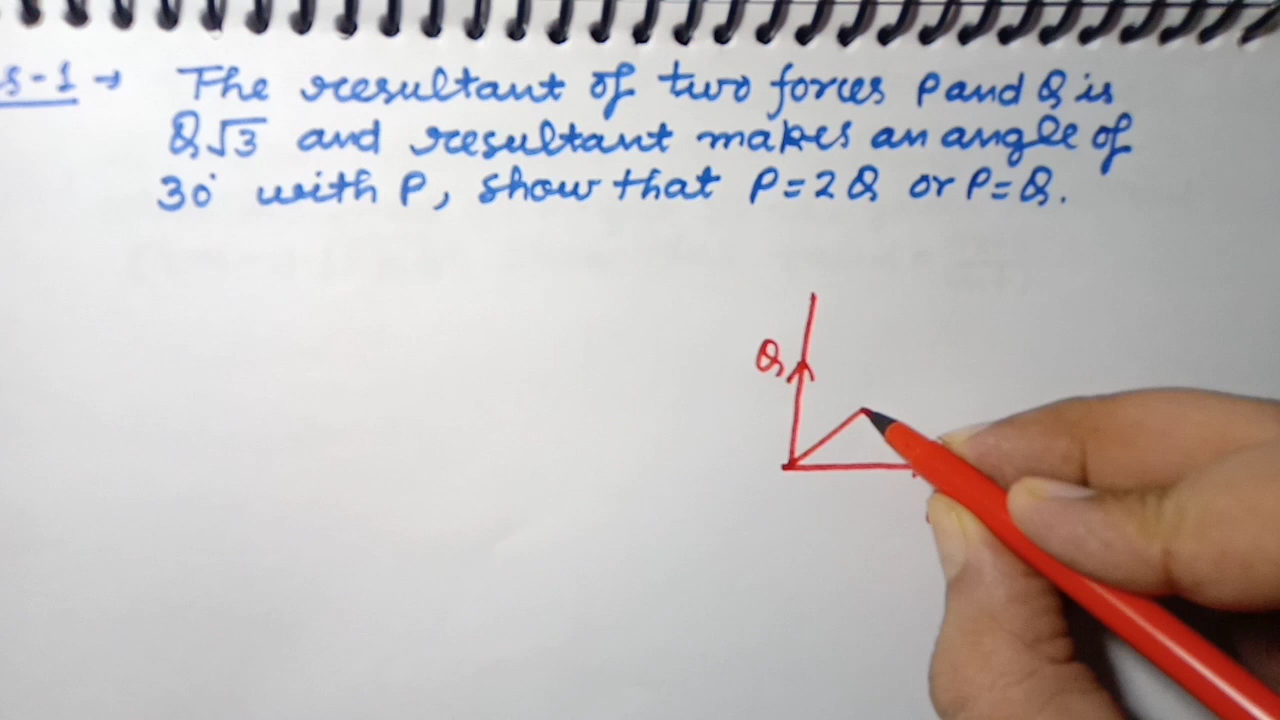 s-1 → The resultant of two forces P and Q is
Q√3 and resultant makes an angle of
30° with P, show that P=2Q or P=Q.
Q